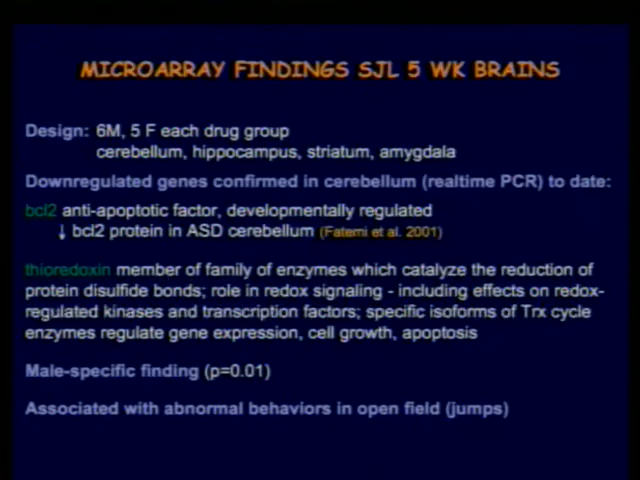 MICROARRAY FINDINGS SJL 5 WK BRAINS
Design: 6M, 5 F each drug group
cerebellum, hippocampus, striatum, amygdala
Downregulated genes confirmed in cerebellum (realtime PCR) to date:
bcl2 anti-apoptotic factor, developmentally regulated
↓ bcl2 protein in ASD cerebellum (Fatemi et al. 2001)
thioredoxin member of family of enzymes which catalyze the reduction of
protein disulfide bonds; role in redox signaling - including effects on redox-
regulated kinases and transcription factors; specific isoforms of Trx cycle
enzymes regulate gene expression, cell growth, apoptosis
Male-specific finding (p=0.01)
Associated with abnormal behaviors in open field (jumps)